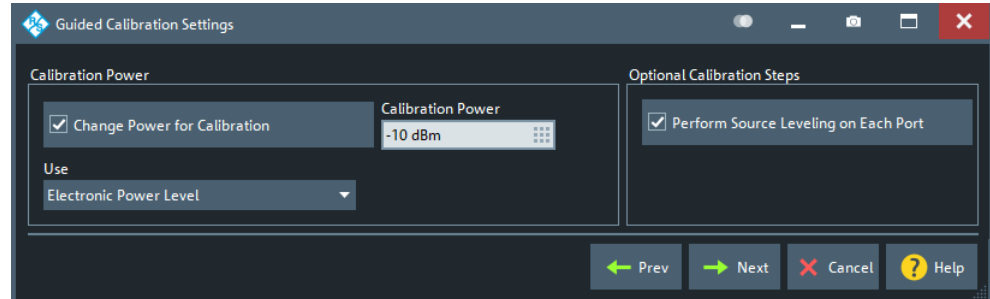 R&S
Guided Calibration Settings
Calibration Power
Change Power for Calibration
Calibration Power
-10 dBm
Use
Electronic Power Level
Optional Calibration Steps
Perform Source Leveling on Each Port
Prev
Next
Cancel
? Help